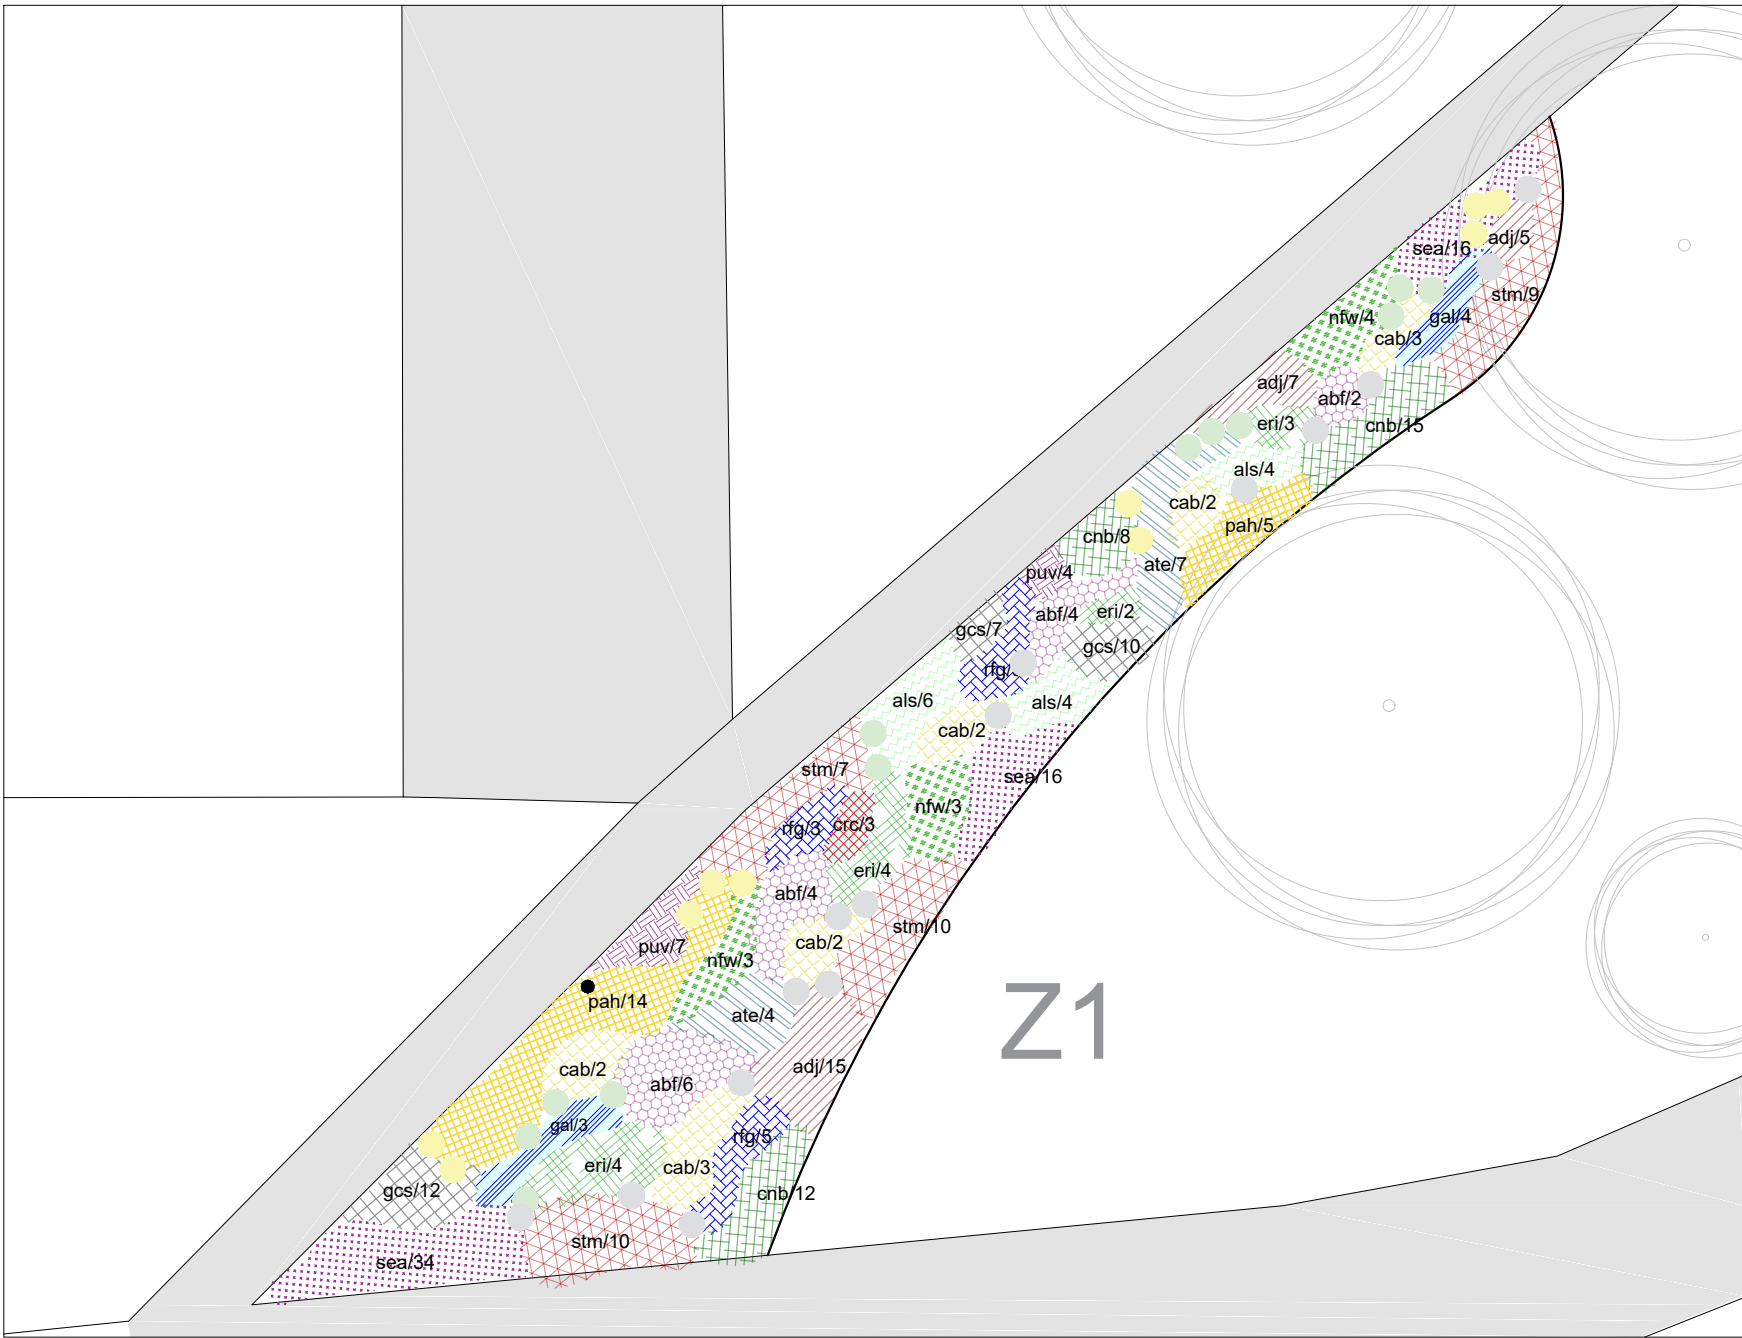 adj/5
sea/16
stm/9
nfw/4
gal/4
cab/3
adj/7
abf/2
eri/3
cnb/15
als/4
cab/2
pah/5
cnb/8
ate/7
puv/4
abf/4
eri/2
gcs/7
gcs/10
als/6
als/4
cab/2
stm/7
sea/16
nfw/3
rfg/3
crc/3
eri/4
abf/4
stm/10
cab/2
puv/7
nfw/3
pah/14
ate/4
Z1
cab/2
adj/15
abf/6
gal/3
rfg/5
eri/4
cab/3
gcs/12
cnb/12
stm/10
sea/34